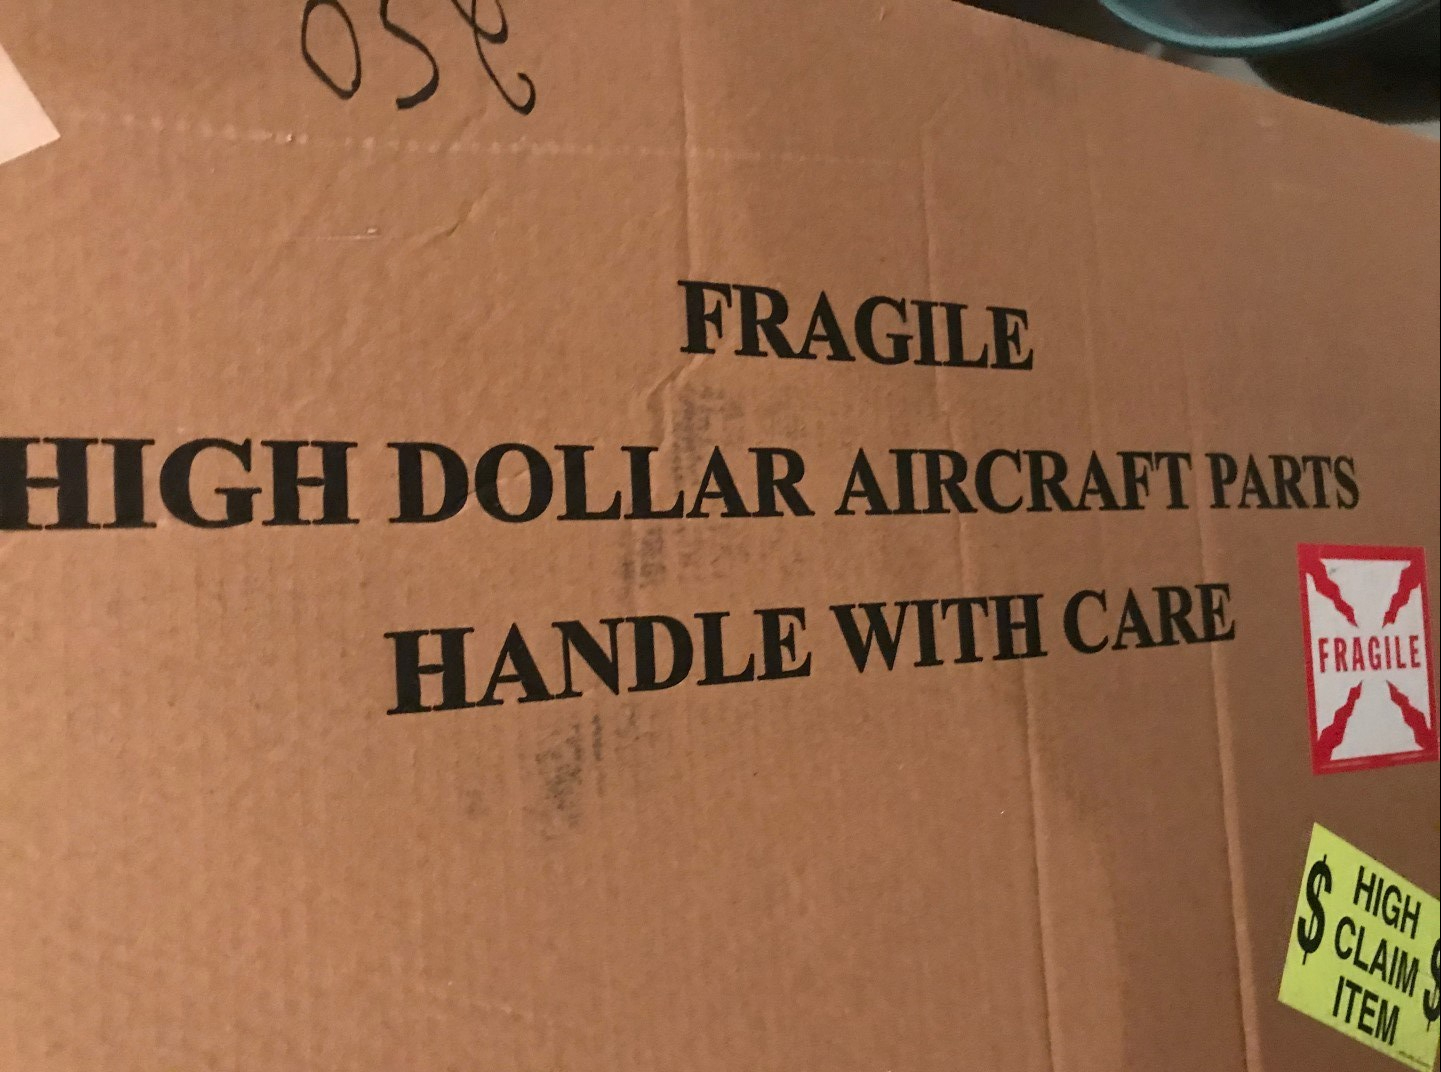 FRAGILE
HIGH DOLLAR AIRCRAFT PARTS
HANDLE WITH CARE
FRAGILE
$ HIGH $
CLAIM
ITEM